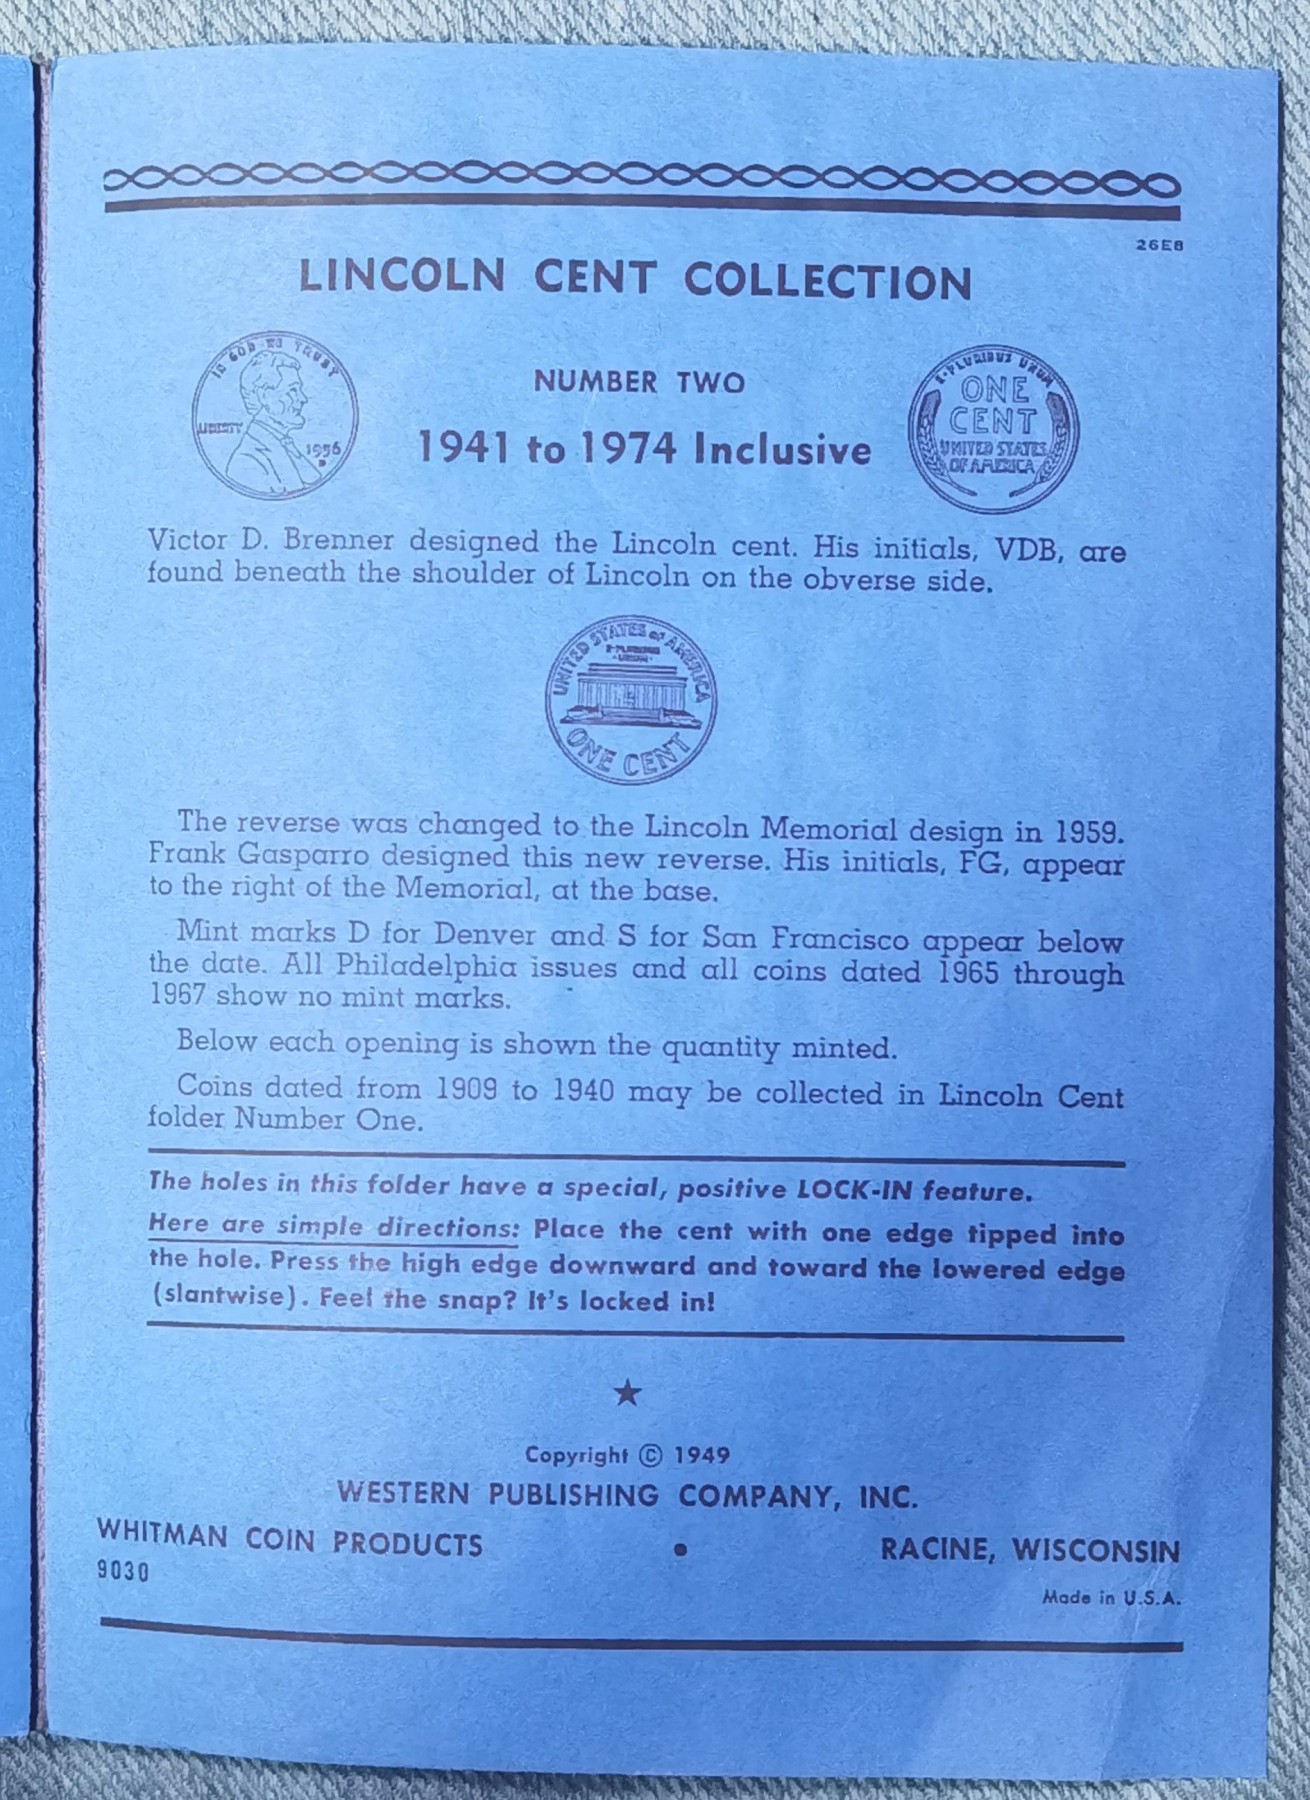 26E8
LINCOLN CENT COLLECTION
IN GOD WE TRUST
LIBERTY
1956
D
NUMBER TWO
1941 to 1974 Inclusive
E·PLURIBUS UNUM
ONE
CENT
UNITED STATES
OF AMERICA
Victor D. Brenner designed the Lincoln cent. His initials, VDB, are
found beneath the shoulder of Lincoln on the obverse side.
UNITED STATES of AMERICA
E·PLURIBUS
·UNUM·
ONE CENT
The reverse was changed to the Lincoln Memorial design in 1959.
Frank Gasparro designed this new reverse. His initials, FG, appear
to the right of the Memorial, at the base.
Mint marks D for Denver and S for San Francisco appear below
the date. All Philadelphia issues and all coins dated 1965 through
1967 show no mint marks.
Below each opening is shown the quantity minted.
Coins dated from 1909 to 1940 may be collected in Lincoln Cent
folder Number One.
The holes in this folder have a special, positive LOCK-IN feature.
Here are simple directions: Place the cent with one edge tipped into
the hole. Press the high edge downward and toward the lowered edge
(slantwise). Feel the snap? It's locked in!
★
Copyright © 1949
WESTERN PUBLISHING COMPANY, INC.
WHITMAN COIN PRODUCTS • RACINE, WISCONSIN
9030
Made in U.S.A.